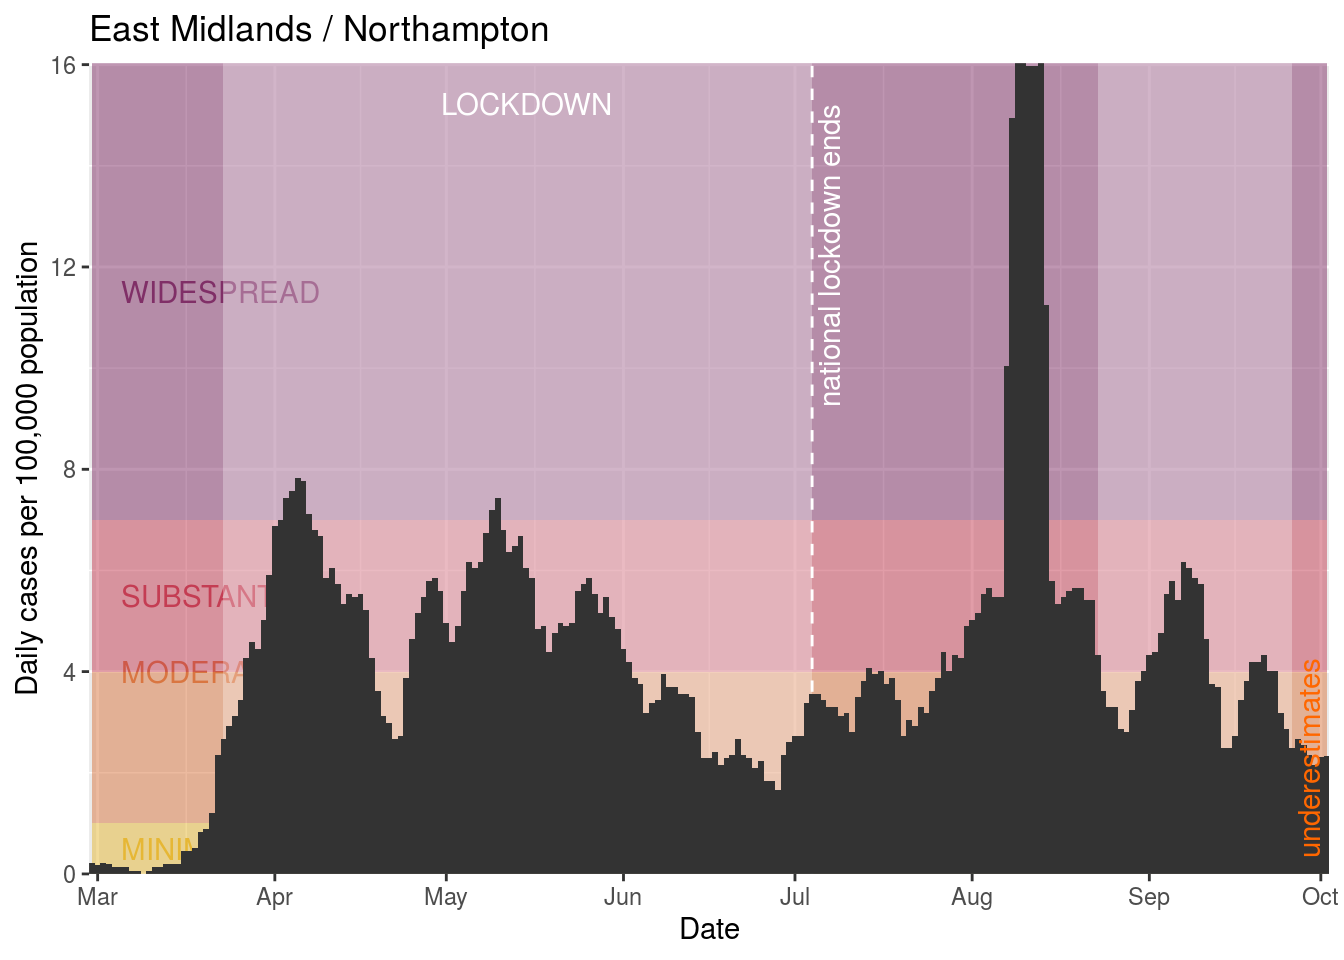 East Midlands / Northampton
Daily cases per 100,000 population
16
12
8
4
0
LOCKDOWN
national lockdown ends
WIDESPREAD
SUBSTANT
MODERA
MINI
underestimates
Mar Apr May Jun Jul Aug Sep Oct
Date